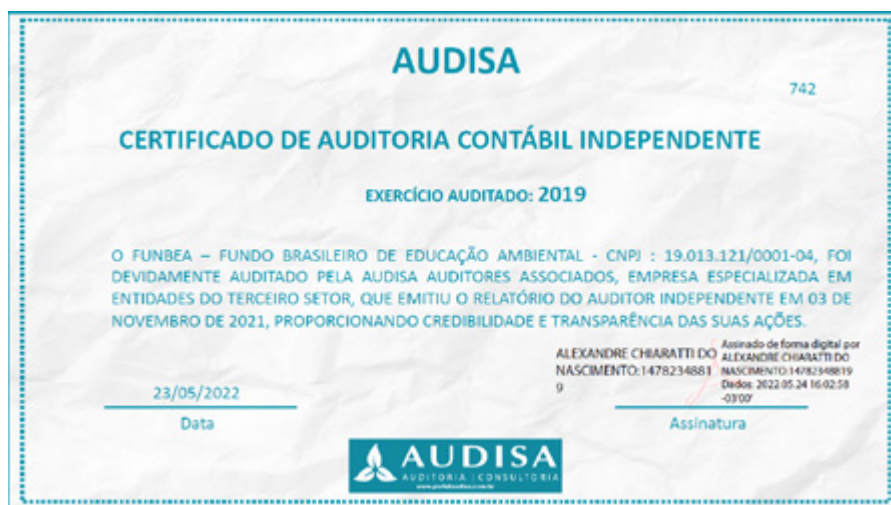 AUDISA
742
CERTIFICADO DE AUDITORIA CONTÁBIL INDEPENDENTE
EXERCÍCIO AUDITADO: 2019
O FUNBEA – FUNDO BRASILEIRO DE EDUCAÇÃO AMBIENTAL - CNPJ : 19.013.121/0001-04, FOI
DEVIDAMENTE AUDITADO PELA AUDISA AUDITORES ASSOCIADOS, EMPRESA ESPECIALIZADA EM
ENTIDADES DO TERCEIRO SETOR, QUE EMITIU O RELATÓRIO DO AUDITOR INDEPENDENTE EM 03 DE
NOVEMBRO DE 2021, PROPORCIONANDO CREDIBILIDADE E TRANSPARÊNCIA DAS SUAS AÇÕES.
ALEXANDRE CHIARATTI DO
NASCIMENTO:1478234881
9
Assinado de forma digital por
ALEXANDRE CHIARATTI DO
NASCIMENTO:14782348819
Dados: 2022.05.24 16:02:58
-03'00'
23/05/2022
Data
Assinatura
AUDISA
AUDITORIA | CONSULTORIA
www.portalaudisa.com.br